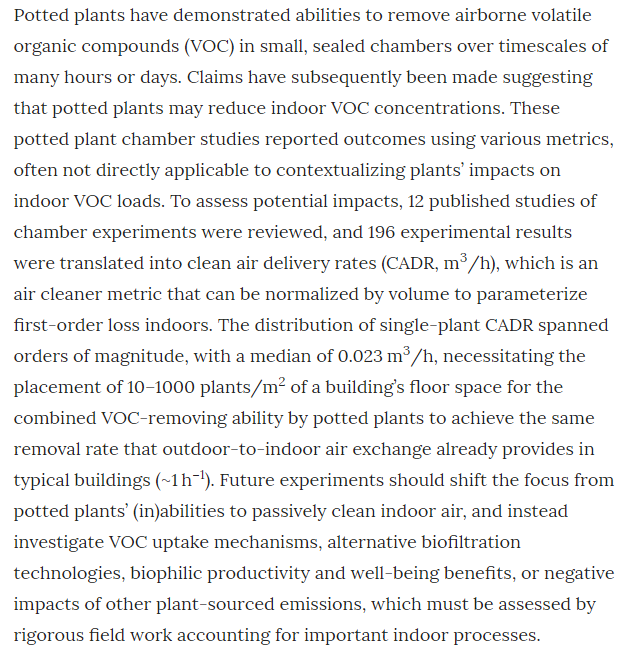 Potted plants have demonstrated abilities to remove airborne volatile
organic compounds (VOC) in small, sealed chambers over timescales of
many hours or days. Claims have subsequently been made suggesting
that potted plants may reduce indoor VOC concentrations. These
potted plant chamber studies reported outcomes using various metrics,
often not directly applicable to contextualizing plants’ impacts on
indoor VOC loads. To assess potential impacts, 12 published studies of
chamber experiments were reviewed, and 196 experimental results
were translated into clean air delivery rates (CADR, m³/h), which is an
air cleaner metric that can be normalized by volume to parameterize
first-order loss indoors. The distribution of single-plant CADR spanned
orders of magnitude, with a median of 0.023 m³/h, necessitating the
placement of 10–1000 plants/m² of a building’s floor space for the
combined VOC-removing ability by potted plants to achieve the same
removal rate that outdoor-to-indoor air exchange already provides in
typical buildings (~1 h⁻¹). Future experiments should shift the focus from
potted plants’ (in)abilities to passively clean indoor air, and instead
investigate VOC uptake mechanisms, alternative biofiltration
technologies, biophilic productivity and well-being benefits, or negative
impacts of other plant-sourced emissions, which must be assessed by
rigorous field work accounting for important indoor processes.